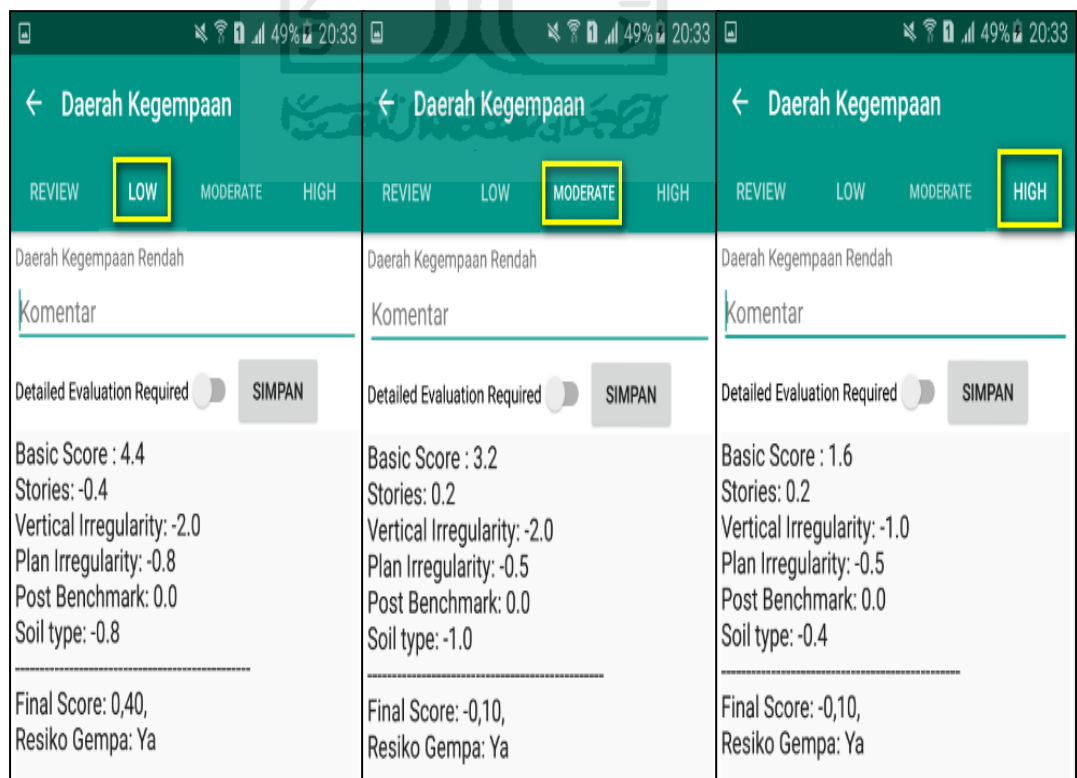 49% 20:33
Daerah Kegempaan
REVIEW LOW MODERATE HIGH
Daerah Kegempaan Rendah
Komentar
Detailed Evaluation Required SIMPAN
Basic Score : 4.4
Stories: -0.4
Vertical Irregularity: -2.0
Plan Irregularity: -0.8
Post Benchmark: 0.0
Soil type: -0.8
------------------------------------------------
Final Score: 0,40,
Resiko Gempa: Ya
1 49% 20:33
Daerah Kegempaan
REVIEW LOW MODERATE HIGH
Daerah Kegempaan Rendah
Komentar
Detailed Evaluation Required SIMPAN
Basic Score : 3.2
Stories: 0.2
Vertical Irregularity: -2.0
Plan Irregularity: -0.5
Post Benchmark: 0.0
Soil type: -1.0
------------------------------------------------
Final Score: -0,10,
Resiko Gempa: Ya
1 49% 20:33
Daerah Kegempaan
REVIEW LOW MODERATE HIGH
Daerah Kegempaan Rendah
Komentar
Detailed Evaluation Required SIMPAN
Basic Score : 1.6
Stories: 0.2
Vertical Irregularity: -1.0
Plan Irregularity: -0.5
Post Benchmark: 0.0
Soil type: -0.4
------------------------------------------------
Final Score: -0,10,
Resiko Gempa: Ya